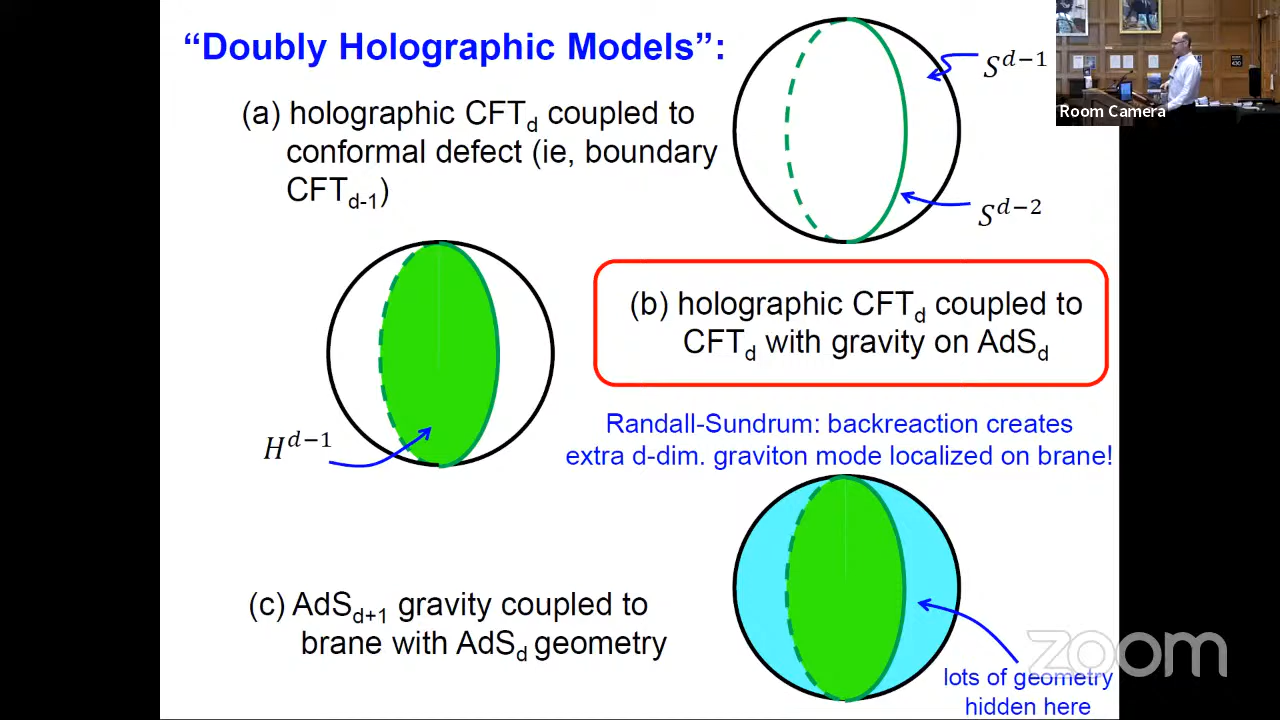 “Doubly Holographic Models”:
(a) holographic CFT_d coupled to
conformal defect (ie, boundary
CFT_{d-1})
S^{d−1}
S^{d−2}
Room Camera
H^{d−1}
(b) holographic CFT_d coupled to
CFT_d with gravity on AdS_d
Randall-Sundrum: backreaction creates
extra d-dim. graviton mode localized on brane!
(c) AdS_{d+1} gravity coupled to
brane with AdS_d geometry
lots of geometry
hidden here
zoom